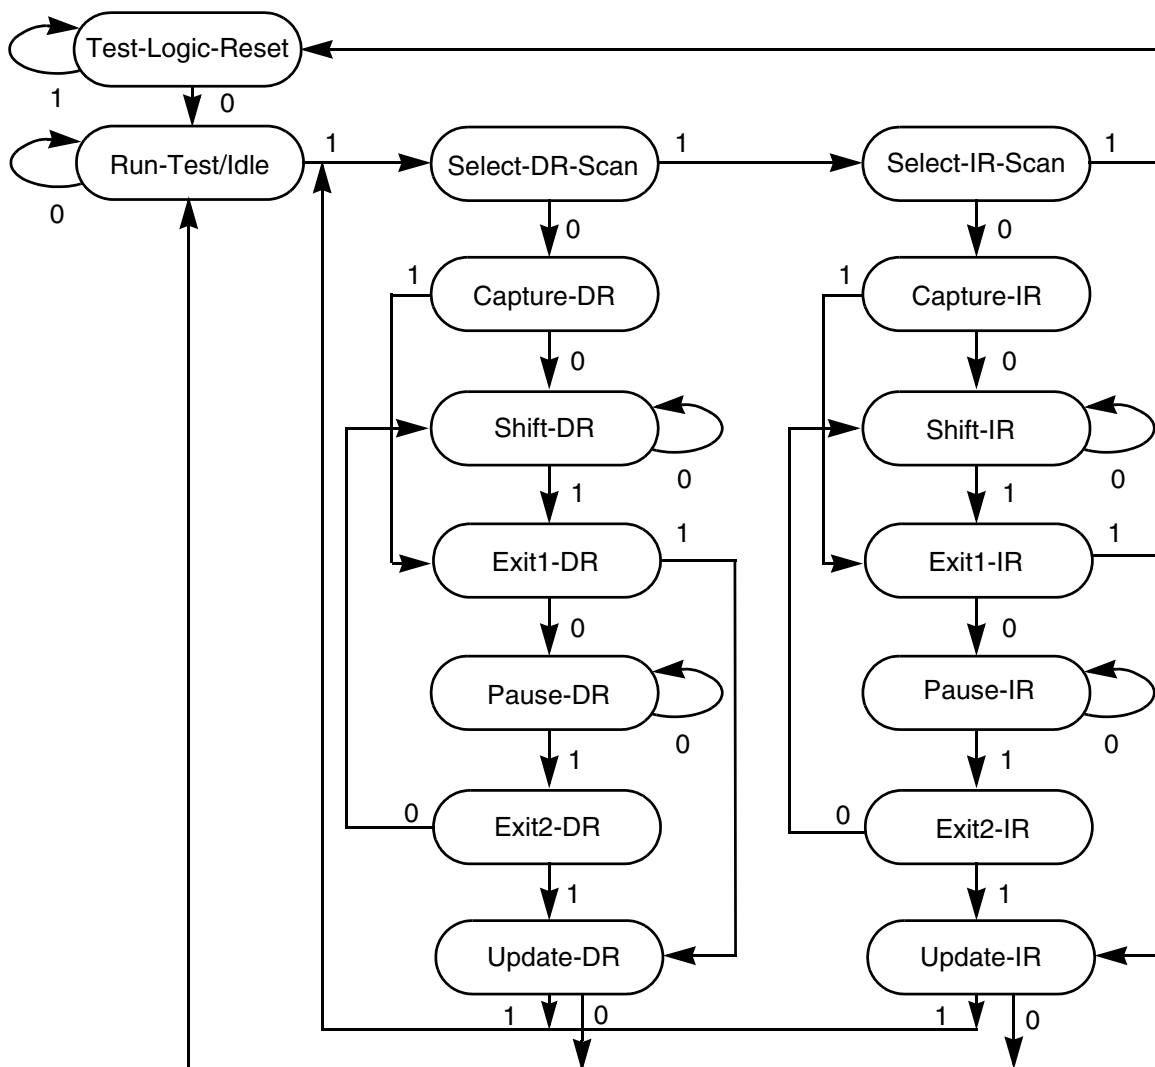 Test-Logic-Reset
1
0
Run-Test/Idle
1
Select-DR-Scan
1
Select-IR-Scan
1
0
0
0
1
Capture-DR
1
Capture-IR
0
0
Shift-DR
Shift-IR
0
0
1
1
Exit1-DR
1
Exit1-IR
1
0
0
Pause-DR
Pause-IR
0
0
1
1
0
Exit2-DR
0
Exit2-IR
1
1
Update-DR
Update-IR
1
0
1
0